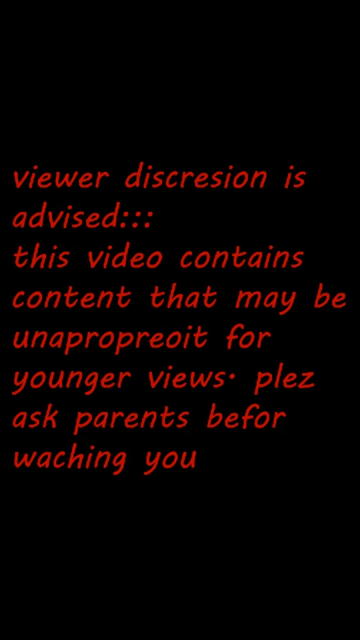 viewer discresion is
advised:::
this video contains
content that may be
unapropreoit for
younger views· plez
ask parents befor
waching you